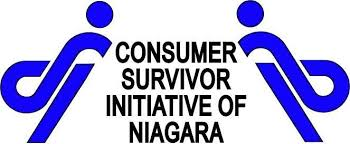 CONSUMER
SURVIVOR
INITIATIVE OF
NIAGARA